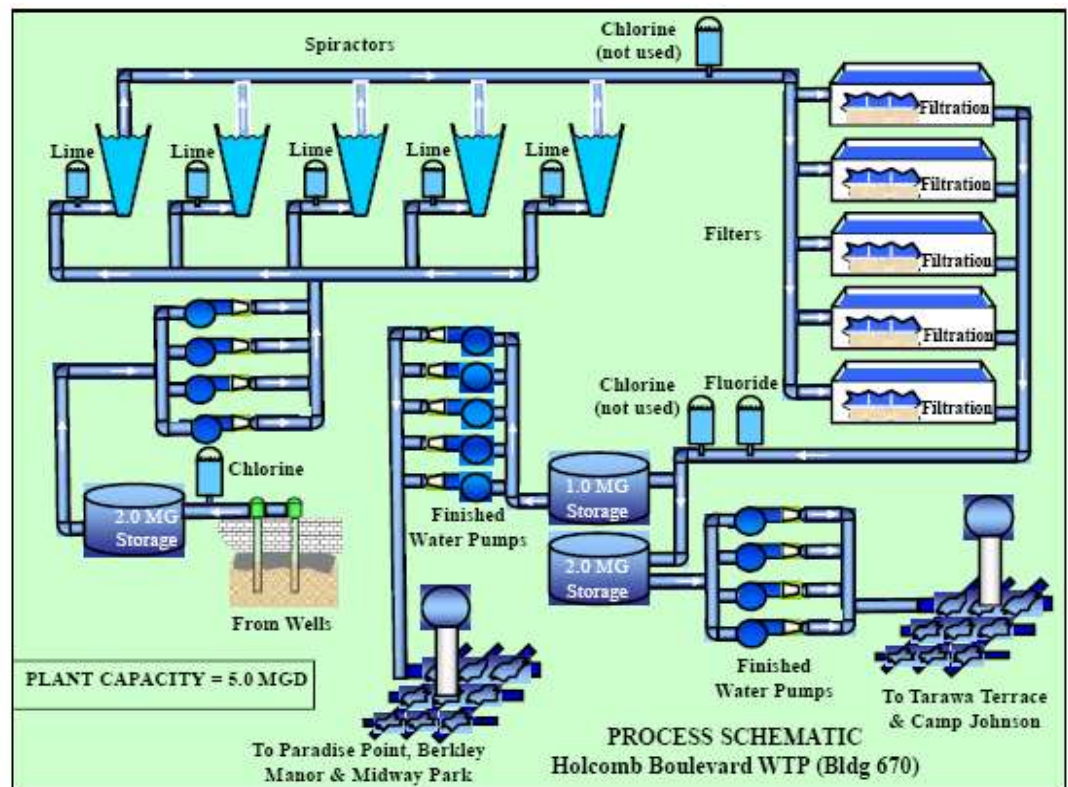 Chlorine
(not used)
Spiractors
Filtration
Lime
Lime
Lime
Lime
Lime
Filtration
Filters
Filtration
Filtration
Chlorine
(not used)
Fluoride
Filtration
Chlorine
2.0 MG
Storage
From Wells
Finished
Water Pumps
1.0 MG
Storage
2.0 MG
Storage
Finished
Water Pumps
To Tarawa Terrace
& Camp Johnson
PLANT CAPACITY = 5.0 MGD
To Paradise Point, Berkley
Manor & Midway Park
PROCESS SCHEMATIC
Holcomb Boulevard WTP (Bldg 670)